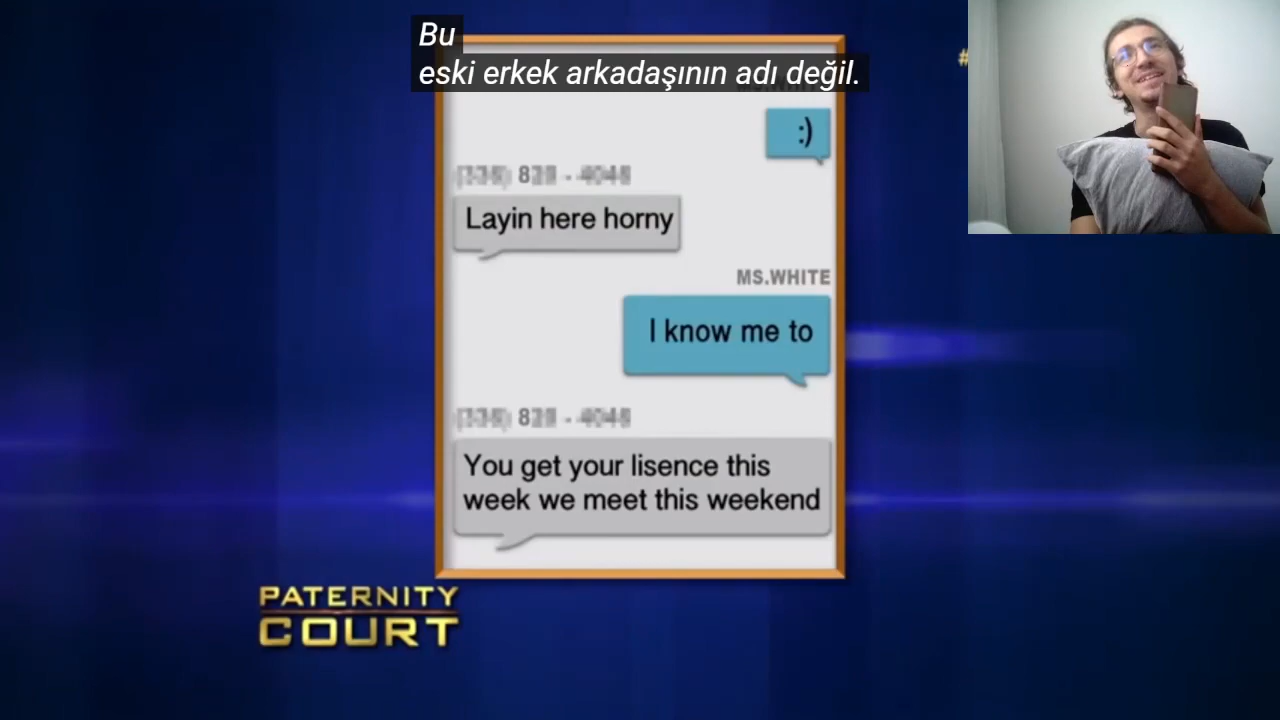 Bu
eski erkek arkadaşının adı değil.
:)
Layin here horny
MS.WHITE
I know me to
You get your lisence this
week we meet this weekend
PATERNITY
COURT